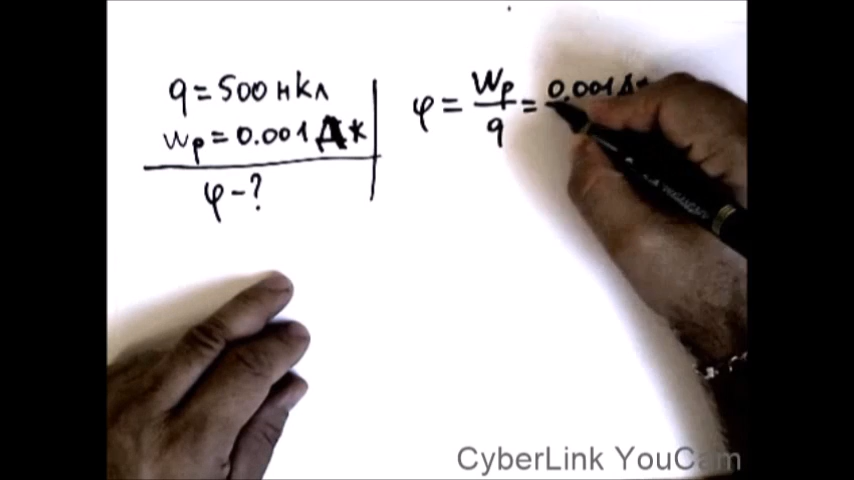 q = 500 нкл
Wp = 0.001 Дж
φ - ?
φ = Wp / q = 0.001 Д
CyberLink YouCam